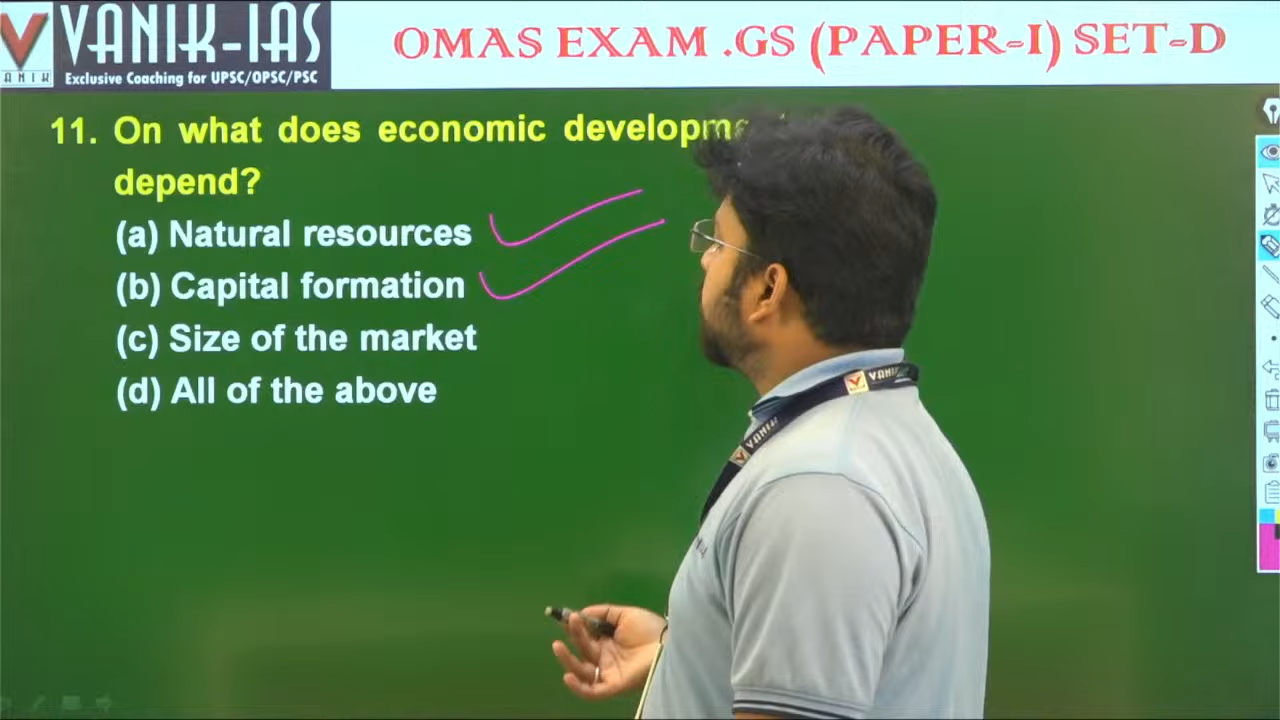 VANIK-IAS
Exclusive Coaching for UPSC/OPSC/PSC
VANIK
OMAS EXAM .GS (PAPER-I) SET-D
11. On what does economic
depend?
(a) Natural resources
(b) Capital formation
(c) Size of the market
(d) All of the above
VANIK
VANIK